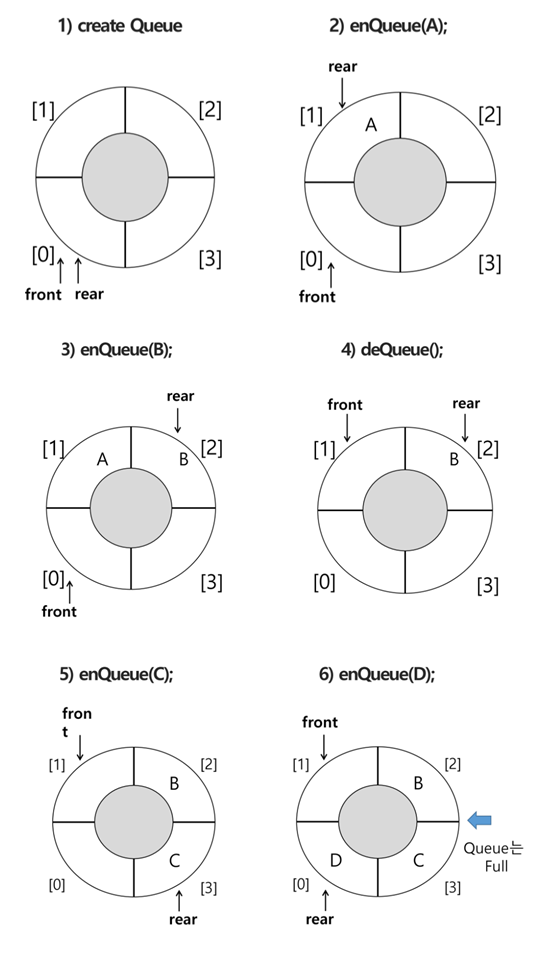 1) create Queue
[1]
[2]
[0]
[3]
front
rear
2) enQueue(A);
rear
[1]
A
[2]
[0]
[3]
front
3) enQueue(B);
rear
[1]
A
B
[2]
[0]
[3]
front
4) deQueue();
front
rear
[1]
B
[2]
[0]
[3]
5) enQueue(C);
fron
t
[1]
[2]
B
C
[0]
[3]
rear
6) enQueue(D);
front
[1]
[2]
B
D
C
[0]
[3]
rear
Queue는
Full